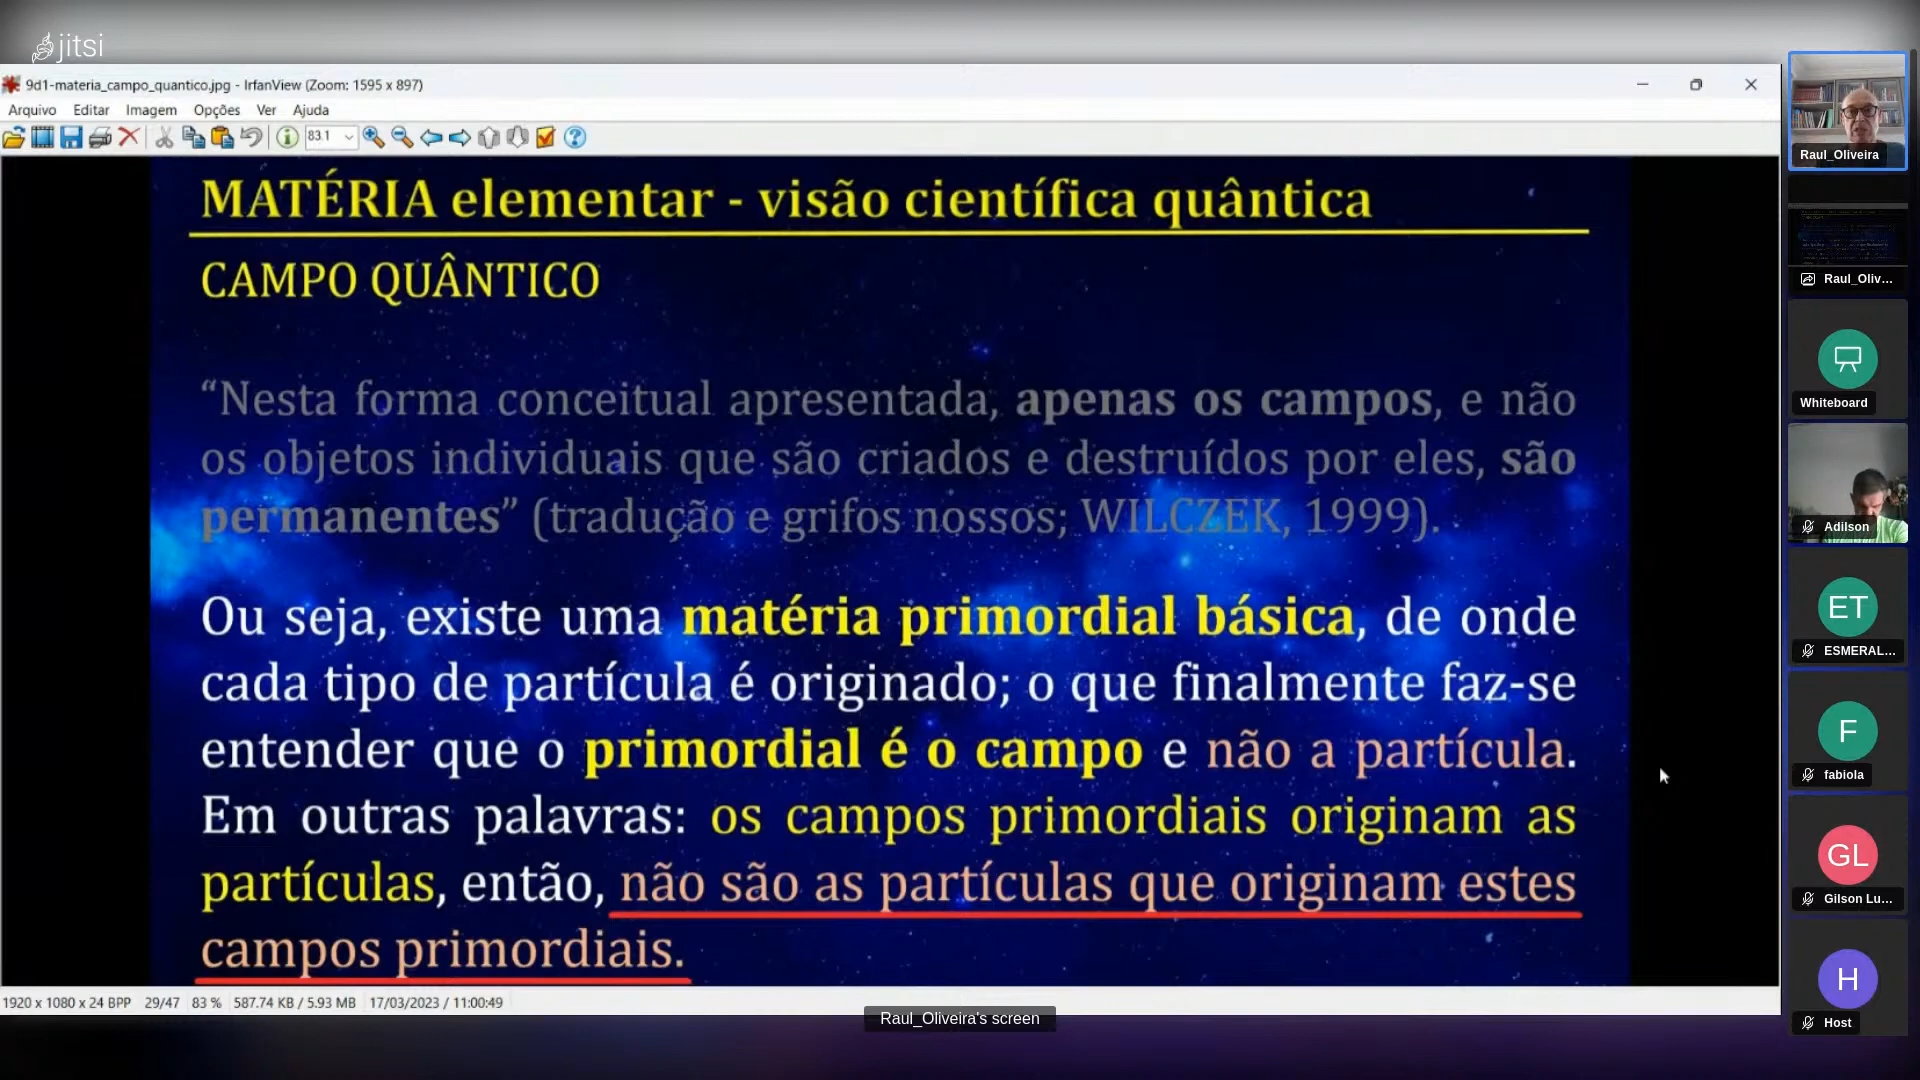 jitsi
9d1-materia_campo_quantico.jpg - IrfanView (Zoom: 1595 x 897)
Arquivo Editar Imagem Opções Ver Ajuda
83.1
MATÉRIA elementar - visão científica quântica
CAMPO QUÂNTICO
“Nesta forma conceitual apresentada, apenas os campos, e não
os objetos individuais que são criados e destruídos por eles, são
permanentes” (tradução e grifos nossos; WILCZEK, 1999).
Ou seja, existe uma matéria primordial básica, de onde
cada tipo de partícula é originado; o que finalmente faz-se
entender que o primordial é o campo e não a partícula.
Em outras palavras: os campos primordiais originam as
partículas, então, não são as partículas que originam estes
campos primordiais.
1920 x 1080 x 24 BPP 29/47 83 % 587.74 KB / 5.93 MB 17/03/2023 / 11:00:49
Raul_Oliveira's screen
Raul_Oliveira
Raul_Oliv...
Whiteboard
Adilson
ET
ESMERAL...
F
fabiola
GL
Gilson Lu...
H
Host